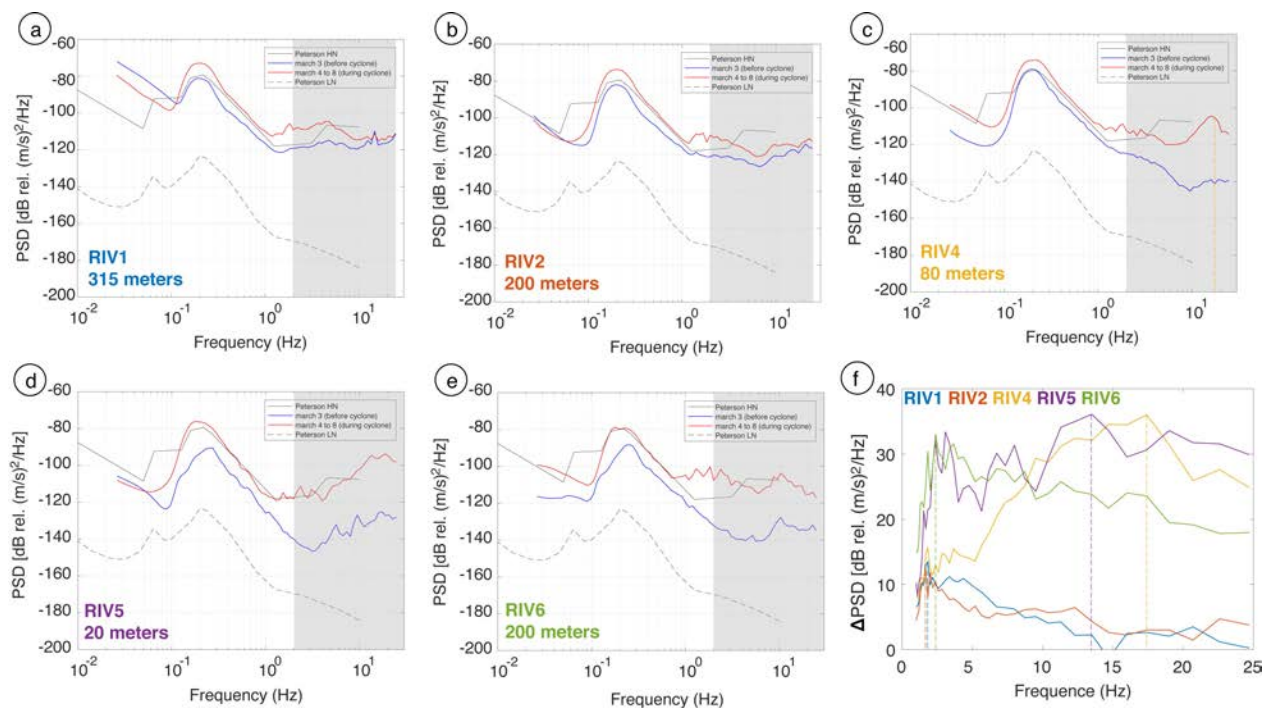 a
-60
-80
-100
-120
-140
-160
-180
-200
PSD [dB rel. (m/s)²/Hz]
Peterson HN
march 3 (before cyclone)
march 4 to 8 (during cyclone)
Peterson LN
RIV1
315 meters
10⁻² 10⁻¹ 10⁰ 10¹
Frequency (Hz)
b
-60
-80
-100
-120
-140
-160
-180
-200
PSD [dB rel. (m/s)²/Hz]
Peterson HN
march 3 (before cyclone)
march 4 to 8 (during cyclone)
Peterson LN
RIV2
200 meters
10⁻² 10⁻¹ 10⁰ 10¹
Frequency (Hz)
c
-60
-80
-100
-120
-140
-160
-180
-200
PSD [dB rel. (m/s)²/Hz]
Peterson HN
march 3 (before cyclone)
march 4 to 8 (during cyclone)
Peterson LN
RIV4
80 meters
10⁻² 10⁻¹ 10⁰ 10¹
Frequency (Hz)
d
-60
-80
-100
-120
-140
-160
-180
-200
PSD [dB rel. (m/s)²/Hz]
Peterson HN
march 3 (before cyclone)
march 4 to 8 (during cyclone)
Peterson LN
RIV5
20 meters
10⁻² 10⁻¹ 10⁰ 10¹
Frequency (Hz)
e
-60
-80
-100
-120
-140
-160
-180
-200
PSD [dB rel. (m/s)²/Hz]
Peterson HN
march 3 (before cyclone)
march 4 to 8 (during cyclone)
Peterson LN
RIV6
200 meters
10⁻² 10⁻¹ 10⁰ 10¹
Frequency (Hz)
f
40
30
20
10
0
ΔPSD [dB rel. (m/s)²/Hz]
RIV1 RIV2 RIV4 RIV5 RIV6
0 5 10 15 20 25
Frequence (Hz)